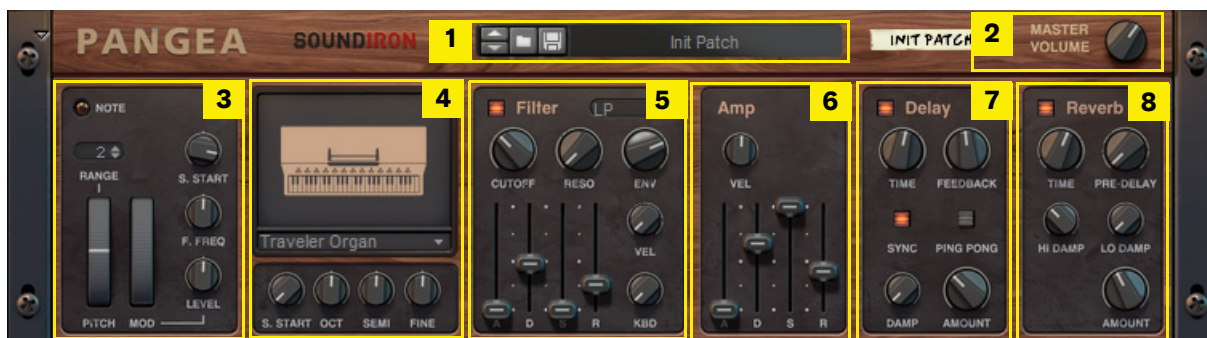 PANGEA
SOUNDIRON
1
Init Patch
INIT PATCH
2
MASTER
VOLUME
3
NOTE
2
RANGE
S. START
F. FREQ
LEVEL
PITCH MOD
4
Traveler Organ
S. START OCT SEMI FINE
Filter LP 5
CUTOFF RESO ENV
VEL
A D S R KBD
Amp 6
VEL
A D S R
Delay 7
TIME FEEDBACK
SYNC PING PONG
DAMP AMOUNT
Reverb 8
TIME PRE-DELAY
HI DAMP LO DAMP
AMOUNT